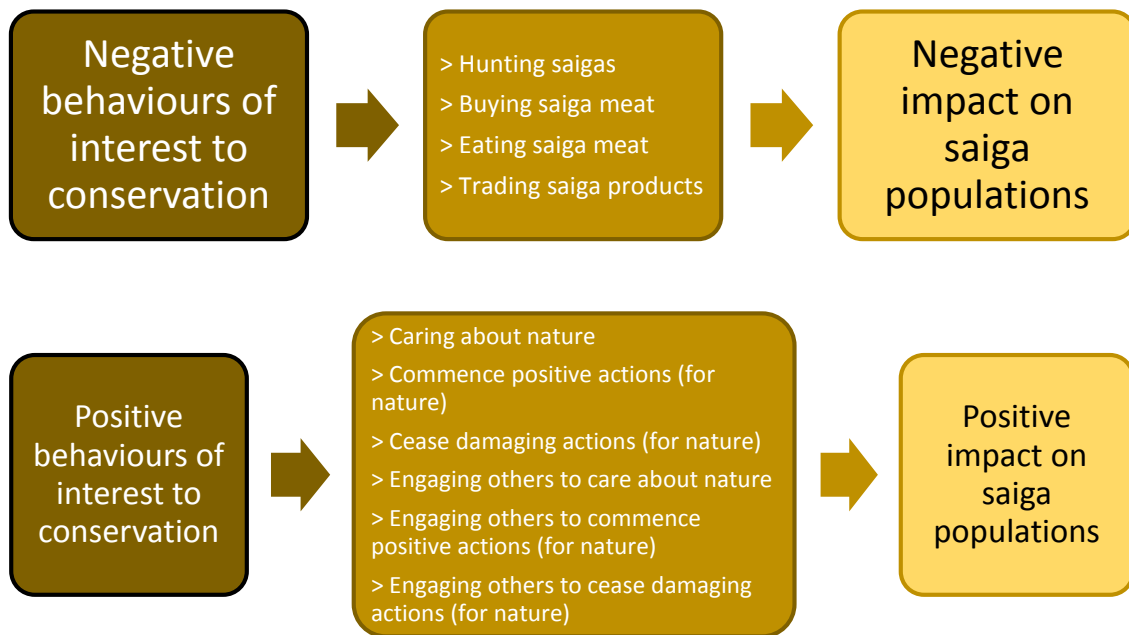 Negative
behaviours of
interest to
conservation
> Hunting saigas
> Buying saiga meat
> Eating saiga meat
> Trading saiga products
Negative
impact on
saiga
populations
Positive
behaviours of
interest to
conservation
> Caring about nature
> Commence positive actions (for
nature)
> Cease damaging actions (for nature)
> Engaging others to care about nature
> Engaging others to commence
positive actions (for nature)
> Engaging others to cease damaging
actions (for nature)
Positive
impact on
saiga
populations